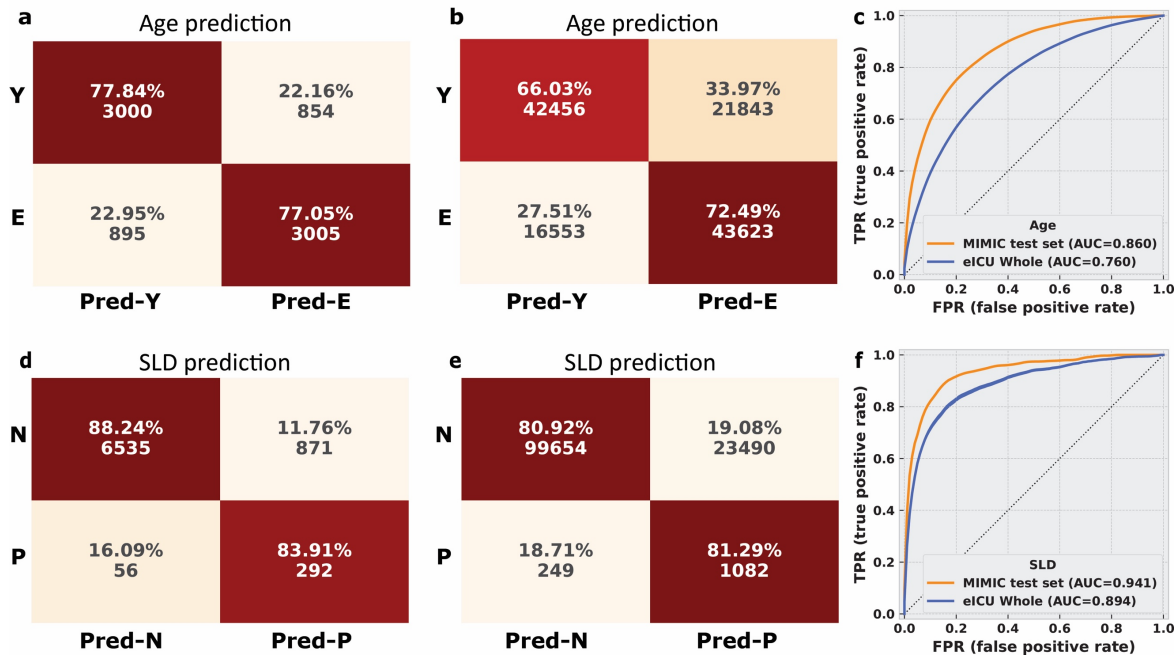 a
Age prediction
Y
77.84%
3000
22.16%
854
E
22.95%
895
77.05%
3005
Pred-Y
Pred-E
b
Age prediction
Y
66.03%
42456
33.97%
21843
E
27.51%
16553
72.49%
43623
Pred-Y
Pred-E
c
TPR (true positive rate)
1.0
0.8
0.6
0.4
0.2
0.0
Age
MIMIC test set (AUC=0.860)
eICU Whole (AUC=0.760)
0.0 0.2 0.4 0.6 0.8 1.0
FPR (false positive rate)
d
SLD prediction
N
88.24%
6535
11.76%
871
P
16.09%
56
83.91%
292
Pred-N
Pred-P
e
SLD prediction
N
80.92%
99654
19.08%
23490
P
18.71%
249
81.29%
1082
Pred-N
Pred-P
f
TPR (true positive rate)
1.0
0.8
0.6
0.4
0.2
0.0
SLD
MIMIC test set (AUC=0.941)
eICU Whole (AUC=0.894)
0.0 0.2 0.4 0.6 0.8 1.0
FPR (false positive rate)